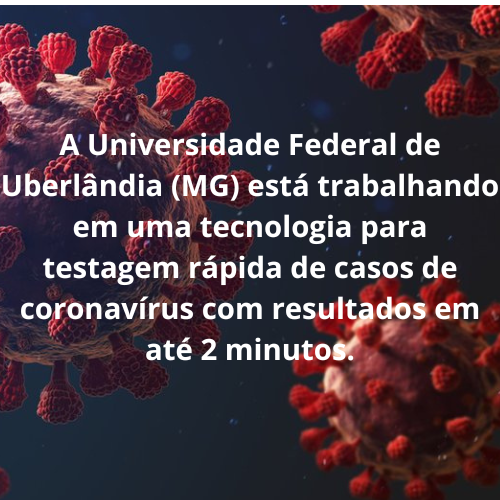 A Universidade Federal de
Uberlândia (MG) está trabalhando
em uma tecnologia para
testagem rápida de casos de
coronavírus com resultados em
até 2 minutos.